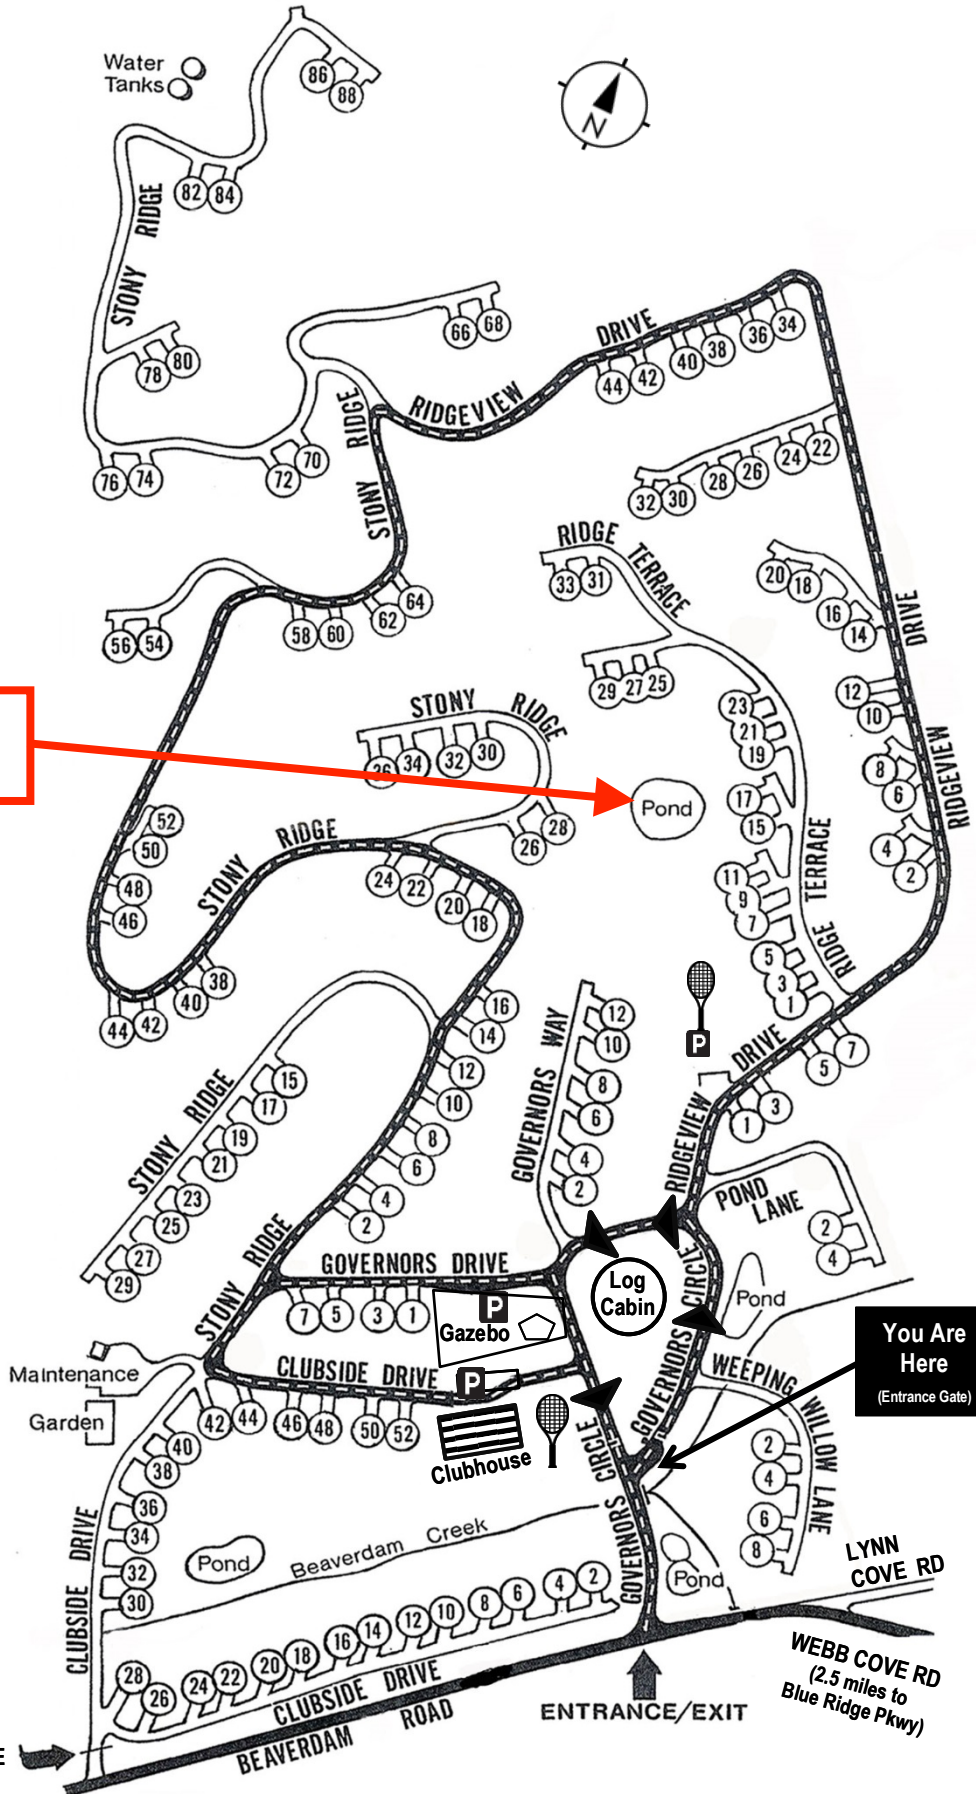 Water
Tanks
86
88
N
82
84
STONY RIDGE
66
68
78
80
DRIVE
34
36
38
40
42
44
RIDGEVIEW
RIDGE
STONY
70
72
74
76
22
24
26
28
30
32
RIDGE TERRACE
33
31
20
18
16
14
DRIVE
RIDGEVIEW
64
62
60
58
56
54
29
27
25
12
10
STONY RIDGE
36
34
32
30
23
21
19
8
6
Pond
17
15
28
26
52
50
STONY RIDGE
4
2
TERRACE
RIDGE
24
22
20
18
11
9
7
48
46
5
3
1
38
40
42
44
P
16
14
12
10
GOVERNORS WAY
12
10
8
6
4
2
DRIVE
RIDGEVIEW
7
5
3
1
15
17
19
21
23
25
27
29
STONY RIDGE
8
6
4
2
POND
LANE
2
4
STONY RIDGE
GOVERNORS DRIVE
7
5
3
1
P
Gazebo
Log
Cabin
GOVERNORS CIRCLE
Pond
You Are
Here
(Entrance Gate)
Maintenance
Garden
CLUBSIDE DRIVE
P
42
44
46
48
50
52
Clubhouse
WEEPING WILLOW LANE
2
4
6
8
40
38
36
34
32
30
CLUBSIDE DRIVE
Pond
Beaverdam Creek
GOVERNORS CIRCLE
Pond
LYNN
COVE RD
28
26
24
22
20
18
16
14
12
10
8
6
4
2
CLUBSIDE DRIVE
BEAVERDAM ROAD
ENTRANCE/EXIT
WEBB COVE RD
(2.5 miles to
Blue Ridge Pkwy)
E